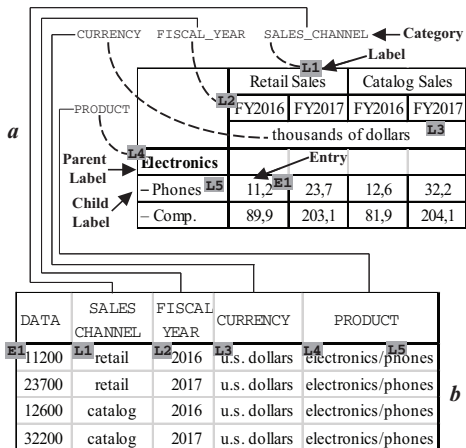 CURRENCY FISCAL_YEAR SALES_CHANNEL Category
L1 Label
Retail Sales Catalog Sales
L2 FY2016 FY2017 FY2016 FY2017
PRODUCT
thousands of dollars L3
a
L4
Parent Label Electronics Entry
– Phones L5 11,2 E1 23,7 12,6 32,2
Child Label
– Comp. 89,9 203,1 81,9 204,1
DATA SALES CHANNEL FISCAL YEAR CURRENCY PRODUCT
E1 L1 L2 L3 L4 L5
11200 retail 2016 u.s. dollars electronics/phones
23700 retail 2017 u.s. dollars electronics/phones
b
12600 catalog 2016 u.s. dollars electronics/phones
32200 catalog 2017 u.s. dollars electronics/phones